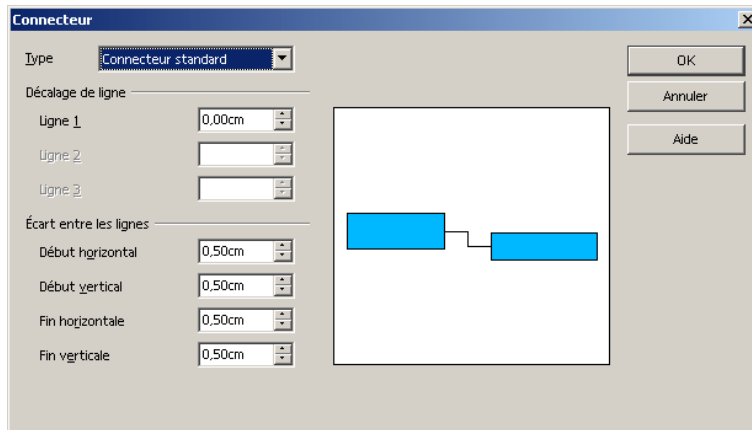 Connecteur
Type Connecteur standard
OK
Annuler
Aide
Décalage de ligne
Ligne 1 0,00cm
Ligne 2
Ligne 3
Écart entre les lignes
Début horizontal 0,50cm
Début vertical 0,50cm
Fin horizontale 0,50cm
Fin verticale 0,50cm